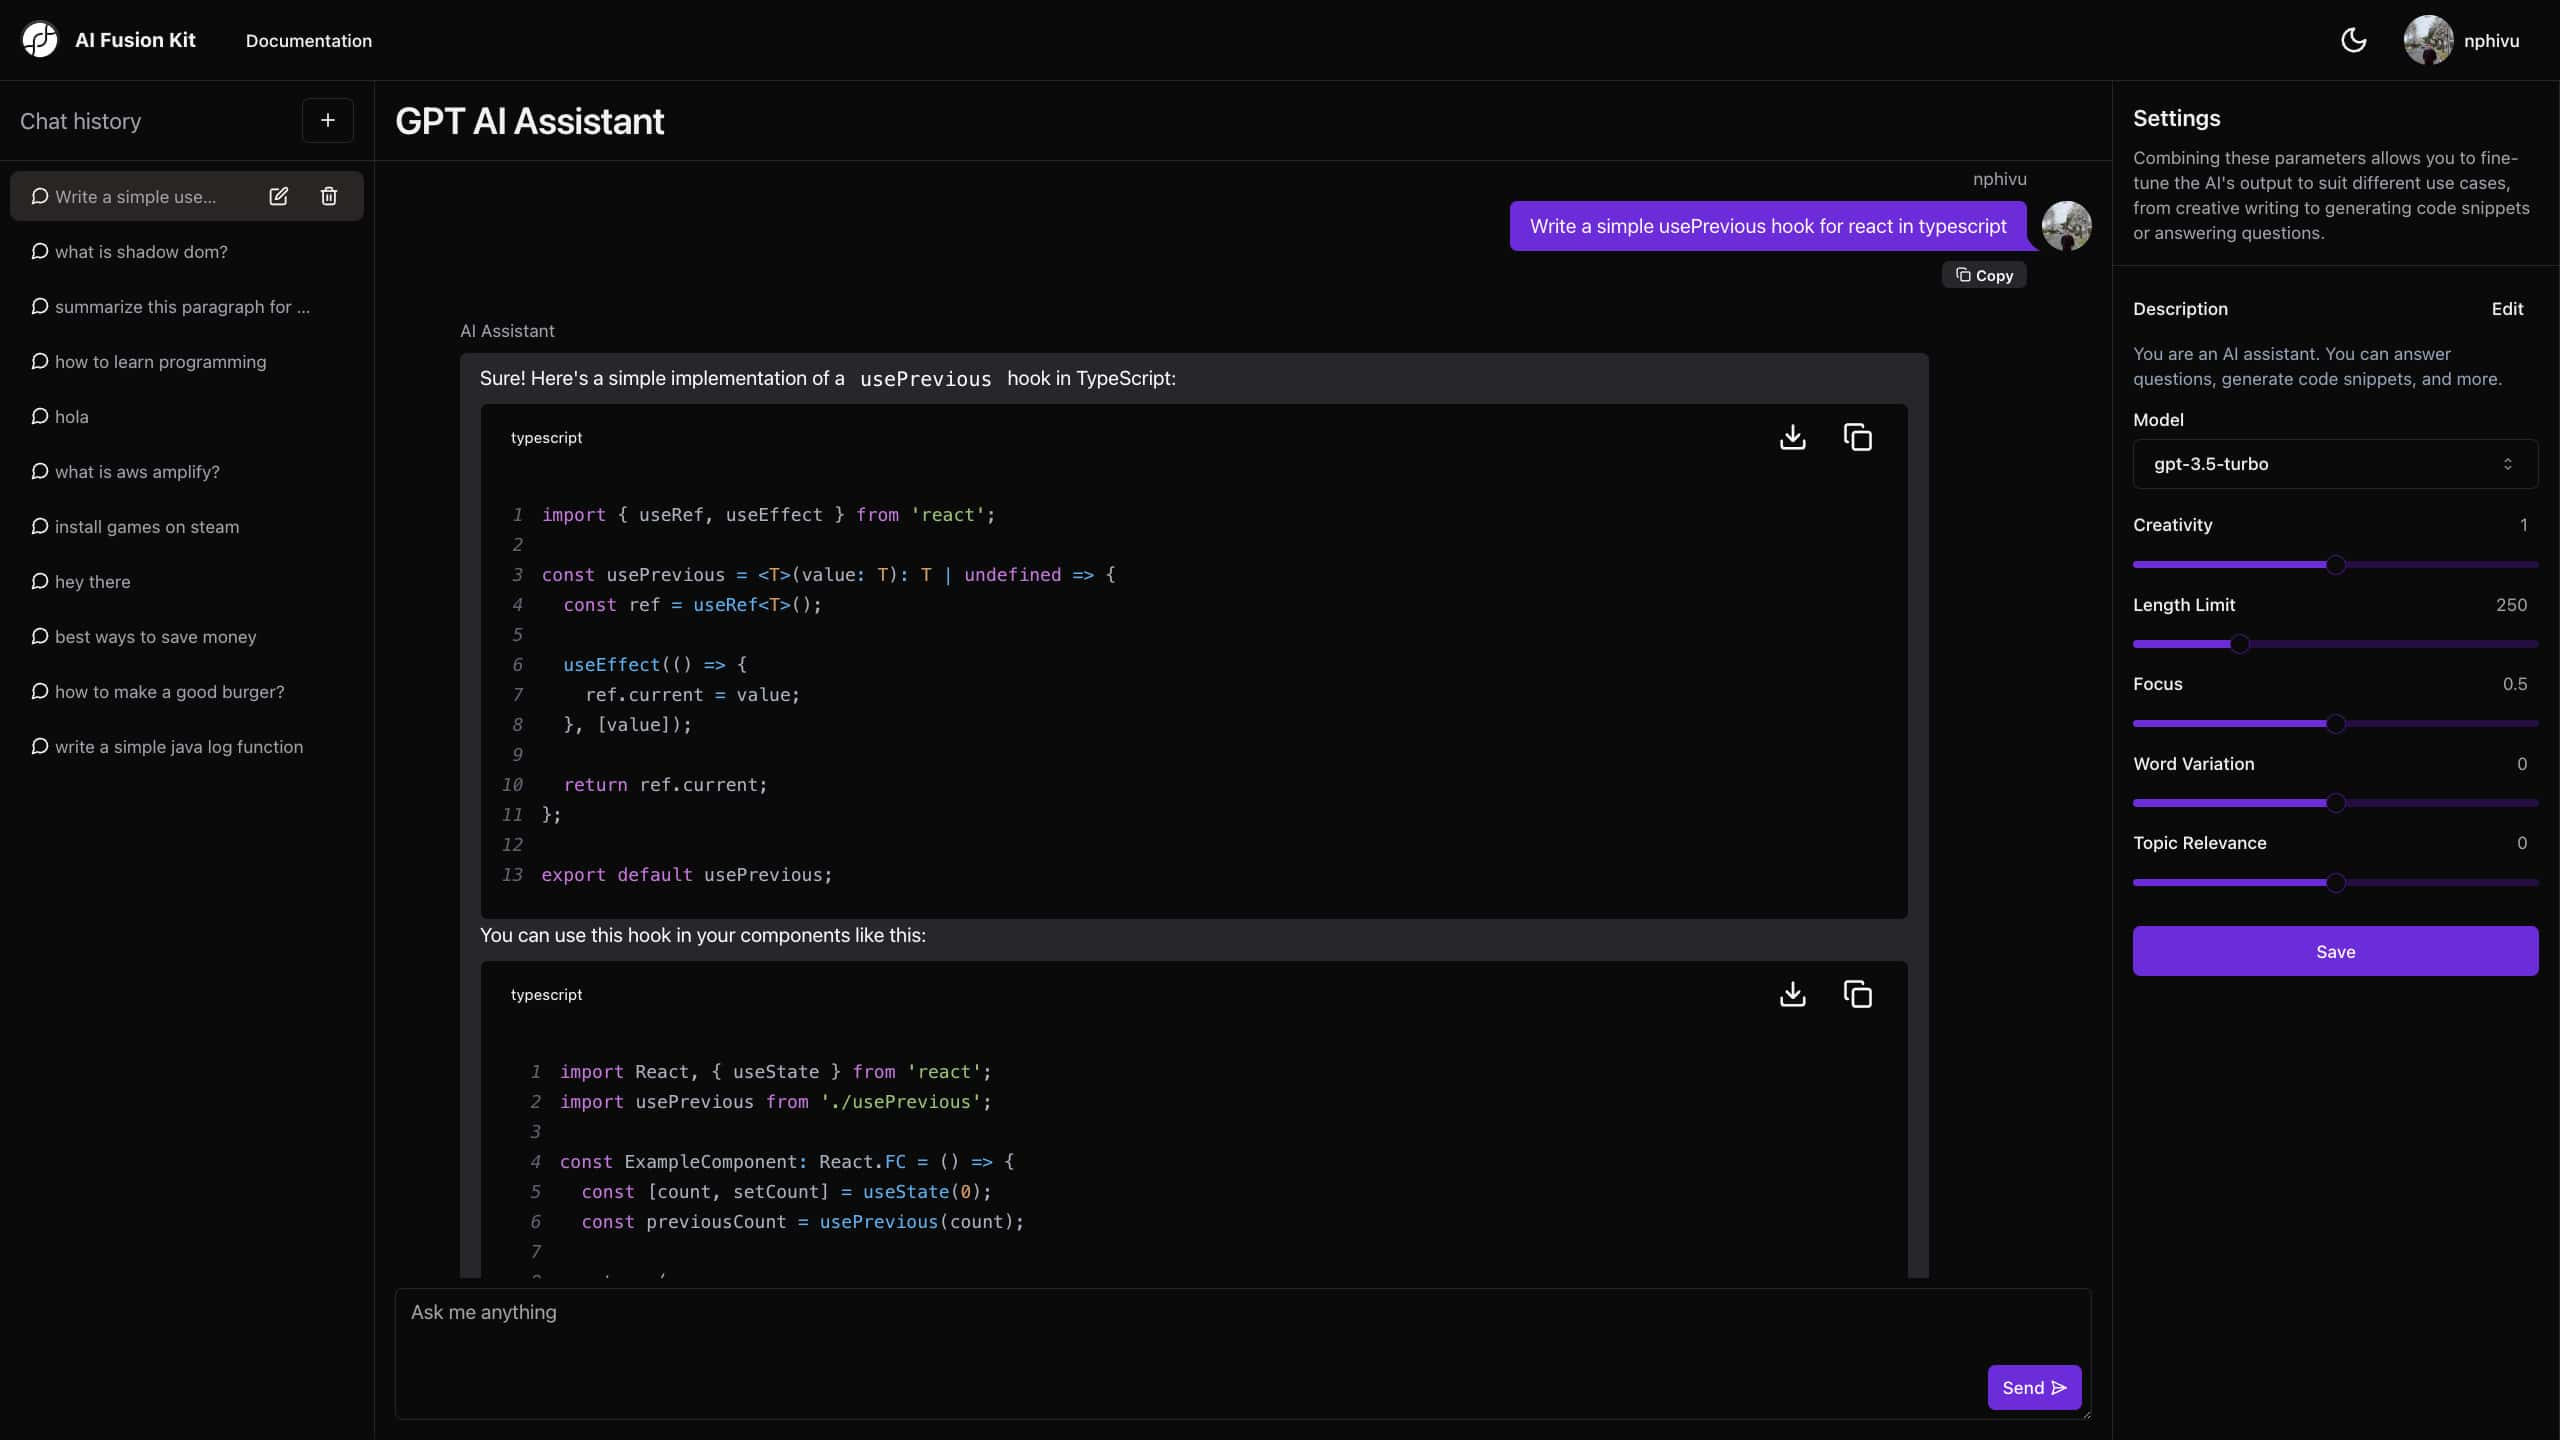 AI Fusion Kit
Documentation
nphivu
Chat history
Write a simple use...
what is shadow dom?
summarize this paragraph for ...
how to learn programming
hola
what is aws amplify?
install games on steam
hey there
best ways to save money
how to make a good burger?
write a simple java log function
GPT AI Assistant
nphivu
Write a simple usePrevious hook for react in typescript
Copy
AI Assistant
Sure! Here's a simple implementation of a usePrevious hook in TypeScript:
typescript
1 import { useRef, useEffect } from 'react';
2
3 const usePrevious = <T>(value: T): T | undefined => {
4   const ref = useRef<T>();
5
6   useEffect(() => {
7     ref.current = value;
8   }, [value]);
9
10   return ref.current;
11 };
12
13 export default usePrevious;
You can use this hook in your components like this:
typescript
1 import React, { useState } from 'react';
2 import usePrevious from './usePrevious';
3
4 const ExampleComponent: React.FC = () => {
5   const [count, setCount] = useState(0);
6   const previousCount = usePrevious(count);
7
Ask me anything
Send
Settings
Combining these parameters allows you to fine-
tune the AI's output to suit different use cases,
from creative writing to generating code snippets
or answering questions.
Description
Edit
You are an AI assistant. You can answer
questions, generate code snippets, and more.
Model
gpt-3.5-turbo
Creativity 1
Length Limit 250
Focus 0.5
Word Variation 0
Topic Relevance 0
Save